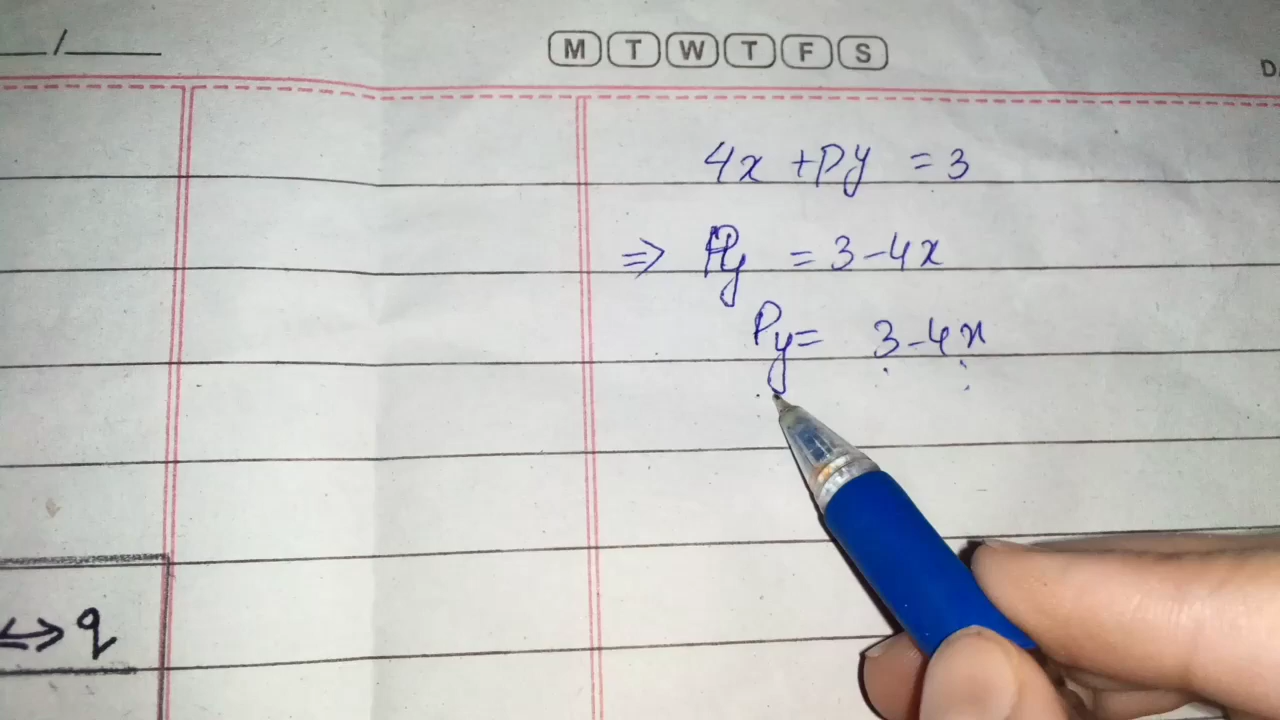 /
M T W T F S
4x + py = 3
⇒ Py = 3 - 4x
Py = 3 - 4x
↔ q